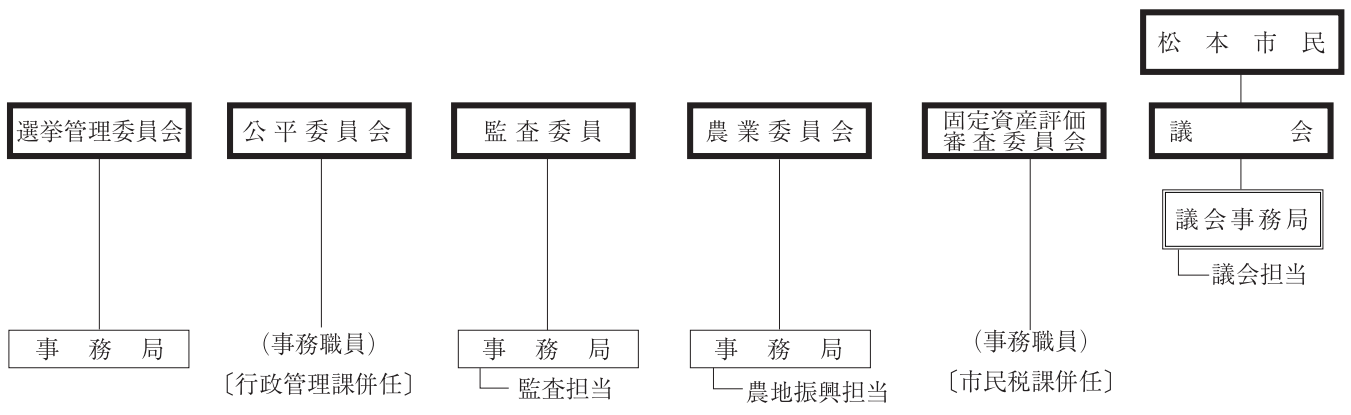 松本市民
選挙管理委員会
公平委員会
監査委員
農業委員会
固定資産評価
審査委員会
議会
議会事務局
議会担当
事務局
（事務職員）
〔行政管理課併任〕
事務局
監査担当
事務局
農地振興担当
（事務職員）
〔市民税課併任〕